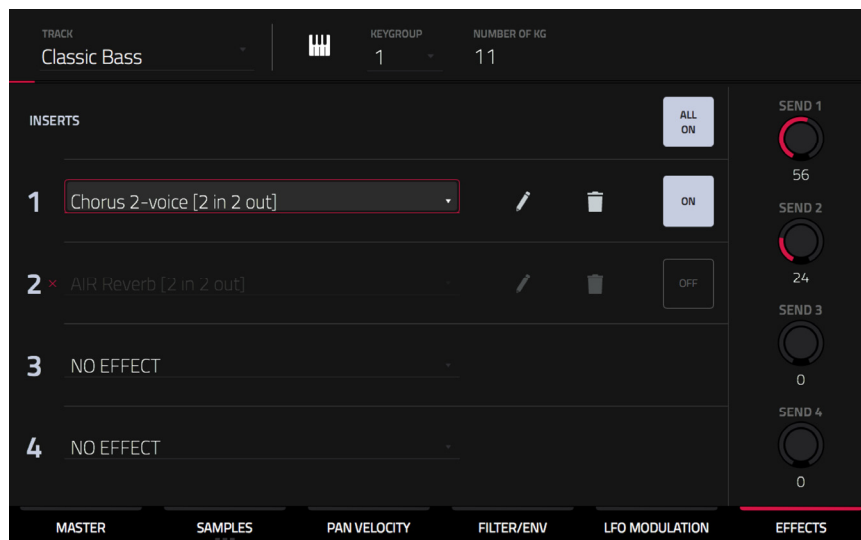 TRACK KEYGROUP NUMBER OF KG
Classic Bass 1 11
INSERTS ALL ON
1 Chorus 2-voice [2 in 2 out] ON
2 × AIR Reverb [2 in 2 out] OFF
3 NO EFFECT
4 NO EFFECT
SEND 1
56
SEND 2
24
SEND 3
0
SEND 4
0
MASTER SAMPLES PAN VELOCITY FILTER/ENV LFO MODULATION EFFECTS